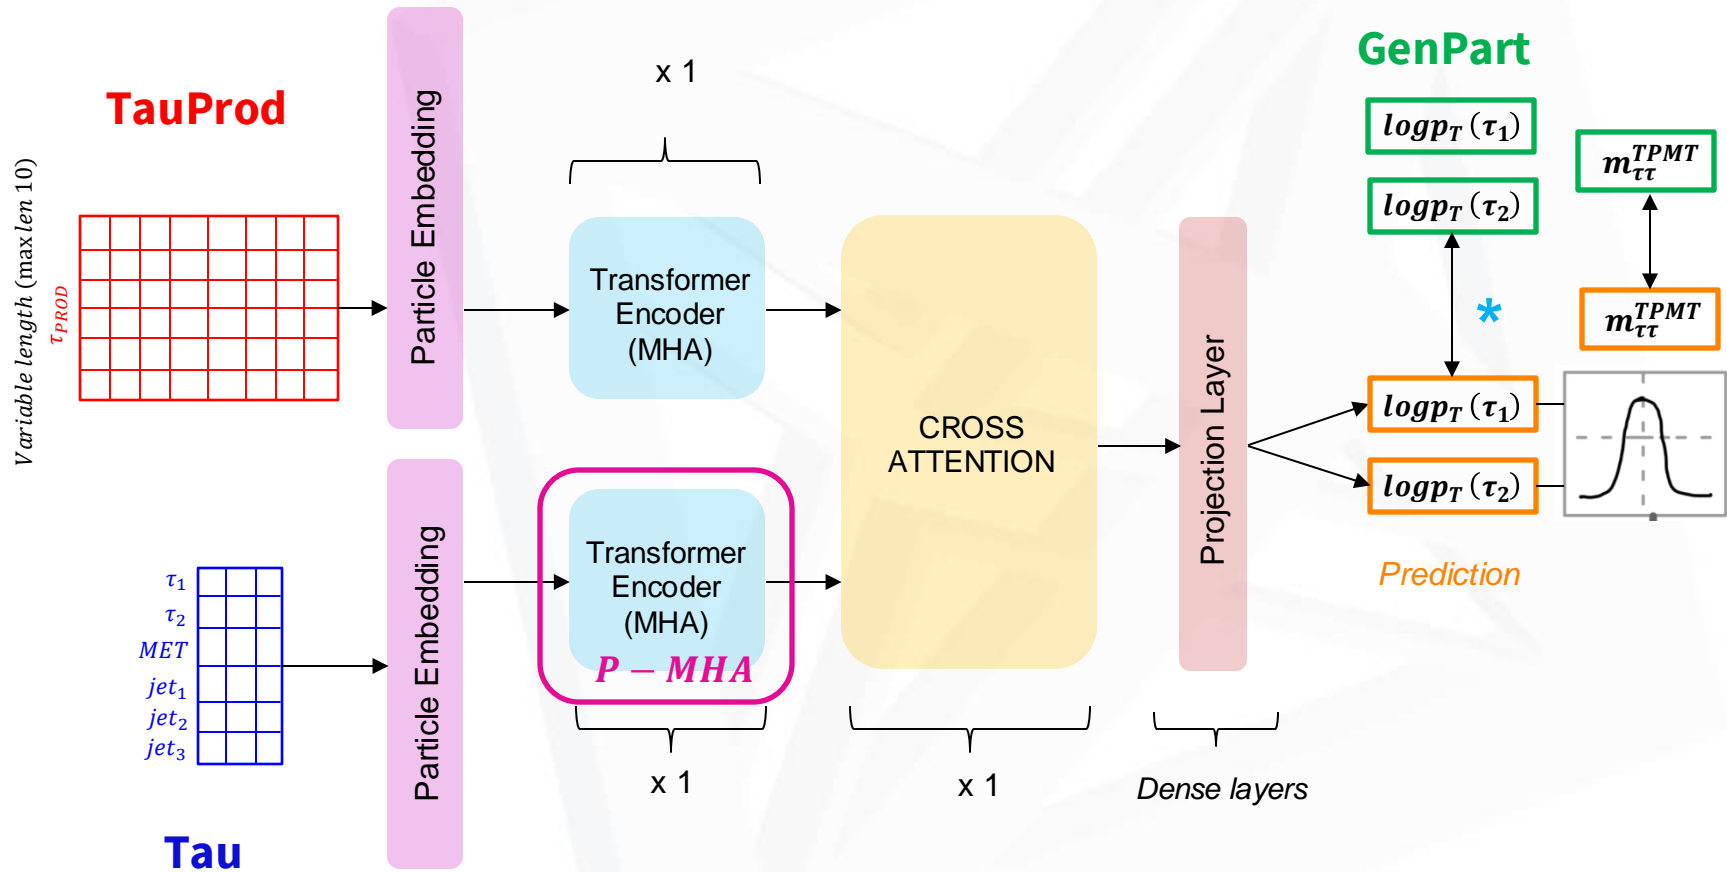 TauProd
Variable length (max len 10)
τ_PROD
Particle Embedding
x 1
Transformer
Encoder
(MHA)
CROSS
ATTENTION
Projection Layer
GenPart
logp_T (τ_1)
logp_T (τ_2)
m_ττ^TPMT
*
m_ττ^TPMT
logp_T (τ_1)
logp_T (τ_2)
Prediction
τ_1
τ_2
MET
jet_1
jet_2
jet_3
Tau
Particle Embedding
Transformer
Encoder
(MHA)
P − MHA
x 1
x 1
Dense layers